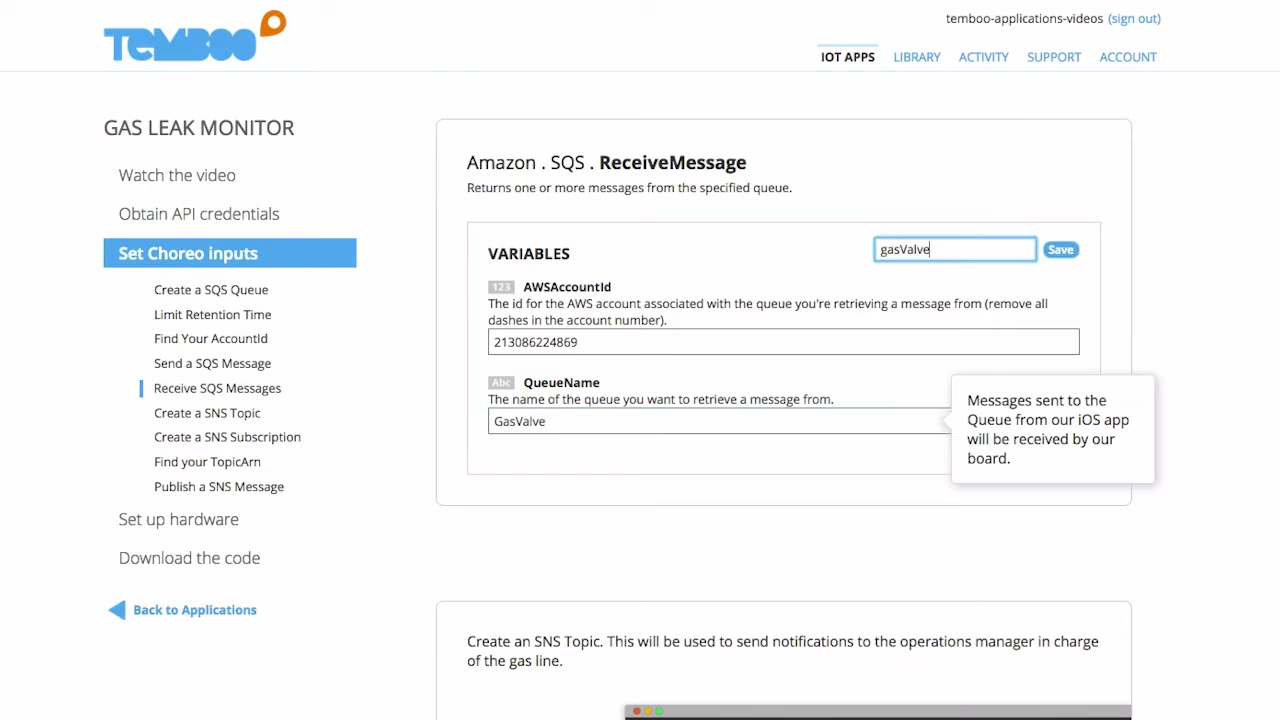 TEMBOO
temboo-applications-videos (sign out)
IOT APPS LIBRARY ACTIVITY SUPPORT ACCOUNT
GAS LEAK MONITOR
Watch the video
Obtain API credentials
Set Choreo inputs
Create a SQS Queue
Limit Retention Time
Find Your AccountId
Send a SQS Message
Receive SQS Messages
Create a SNS Topic
Create a SNS Subscription
Find your TopicArn
Publish a SNS Message
Set up hardware
Download the code
Back to Applications
Amazon . SQS . ReceiveMessage
Returns one or more messages from the specified queue.
VARIABLES
gasValve
Save
123 AWSAccountId
The id for the AWS account associated with the queue you're retrieving a message from (remove all
dashes in the account number).
213086224869
Abc QueueName
The name of the queue you want to retrieve a message from.
GasValve
Messages sent to the
Queue from our iOS app
will be received by our
board.
Create an SNS Topic. This will be used to send notifications to the operations manager in charge
of the gas line.